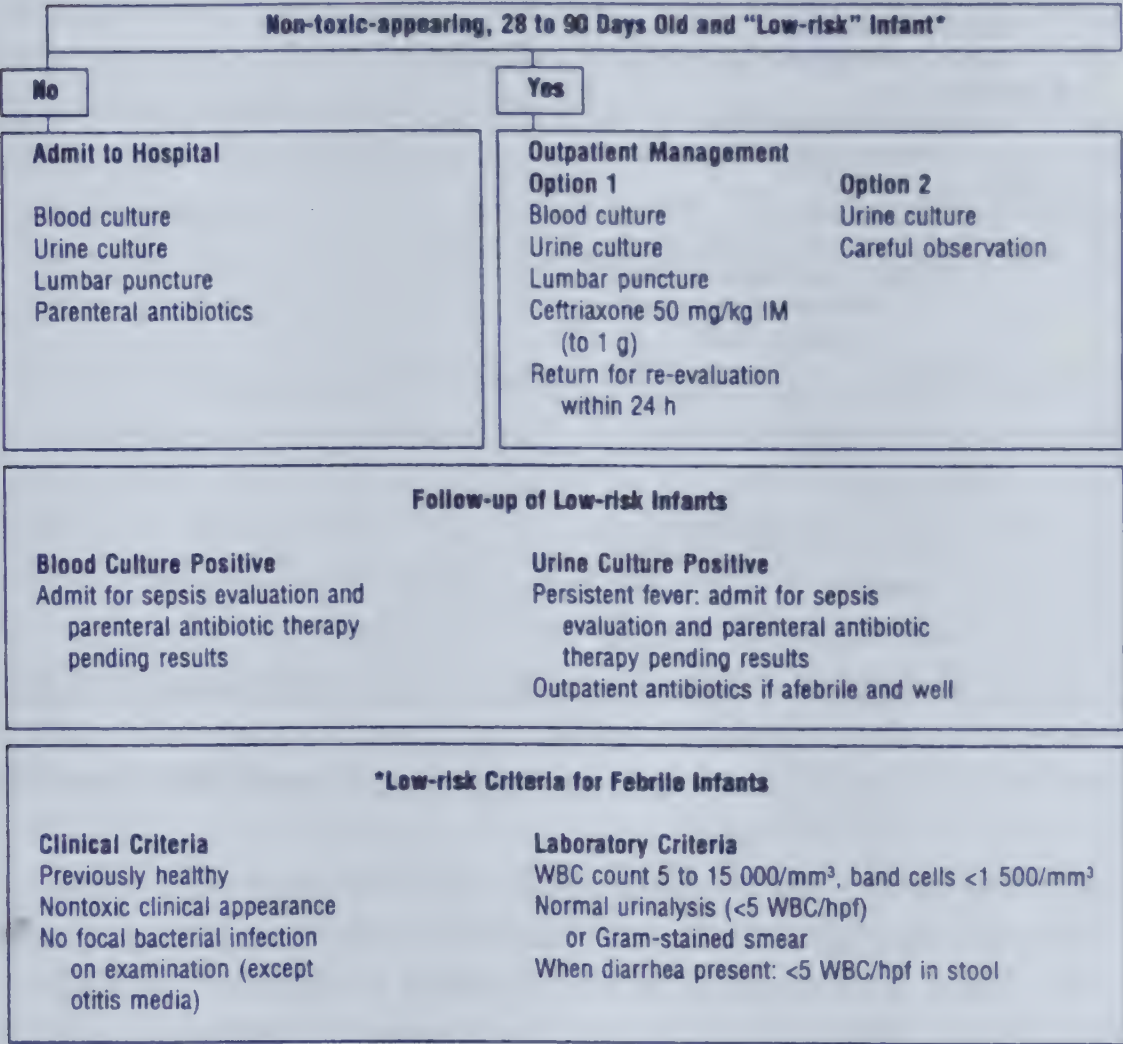 Non-toxic-appearing, 28 to 90 Days Old and “Low-risk” Infant*
No
Yes
Admit to Hospital
Blood culture
Urine culture
Lumbar puncture
Parenteral antibiotics
Outpatient Management
Option 1
Blood culture
Urine culture
Lumbar puncture
Ceftriaxone 50 mg/kg IM
(to 1 g)
Return for re-evaluation
within 24 h
Option 2
Urine culture
Careful observation
Follow-up of Low-risk Infants
Blood Culture Positive
Admit for sepsis evaluation and
parenteral antibiotic therapy
pending results
Urine Culture Positive
Persistent fever: admit for sepsis
evaluation and parenteral antibiotic
therapy pending results
Outpatient antibiotics if afebrile and well
*Low-risk Criteria for Febrile Infants
Clinical Criteria
Previously healthy
Nontoxic clinical appearance
No focal bacterial infection
on examination (except
otitis media)
Laboratory Criteria
WBC count 5 to 15 000/mm³, band cells <1 500/mm³
Normal urinalysis (<5 WBC/hpf)
or Gram-stained smear
When diarrhea present: <5 WBC/hpf in stool